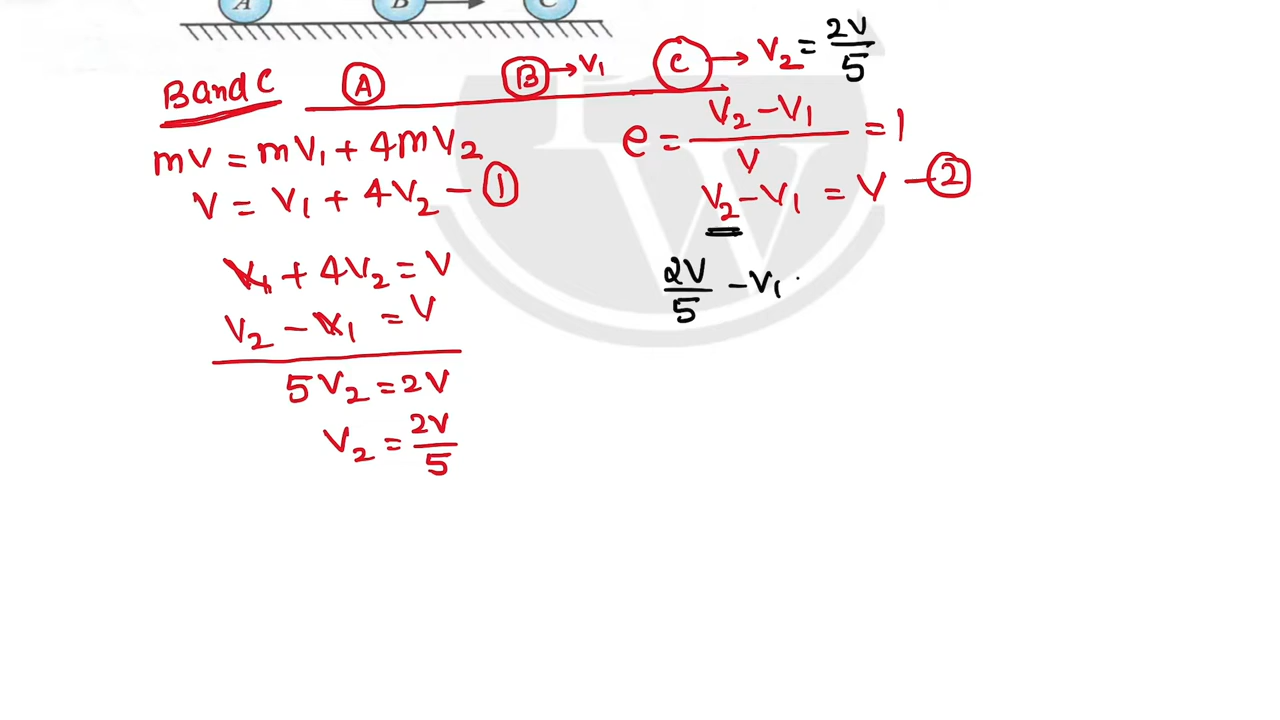 A B C
B and C A B → V₁ C → V₂ = 2V/5
mV = mV₁ + 4mV₂
V = V₁ + 4V₂ – ①
V₁ + 4V₂ = V
V₂ – V₁ = V
5V₂ = 2V
V₂ = 2V/5
e = (V₂ – V₁)/V = 1
V₂ – V₁ = V – ②
2V/5 – V₁